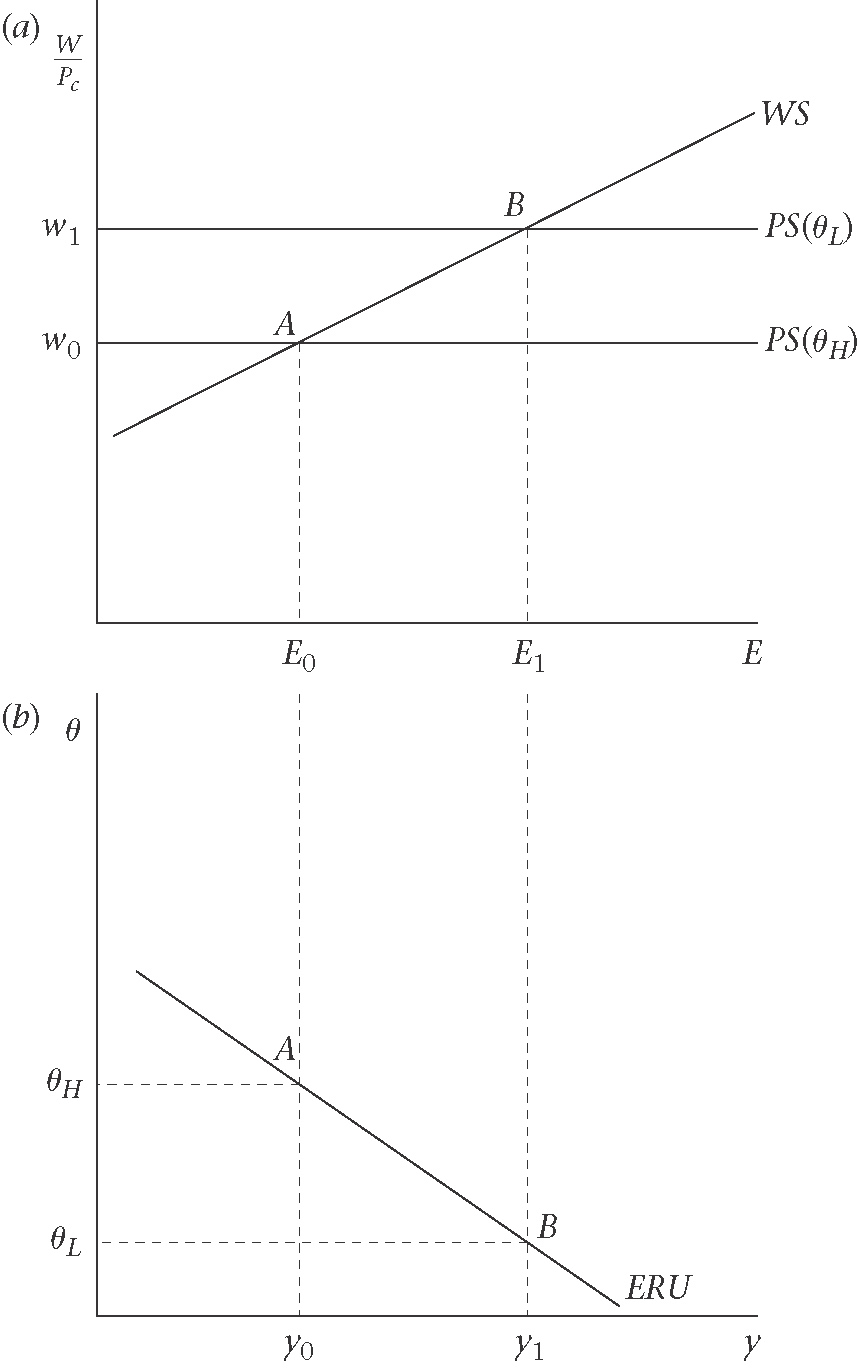 (a)
W
P_c
WS
w_1
B
PS(θ_L)
w_0
A
PS(θ_H)
E_0
E_1
E
(b)
θ
A
θ_H
θ_L
B
ERU
y_0
y_1
y